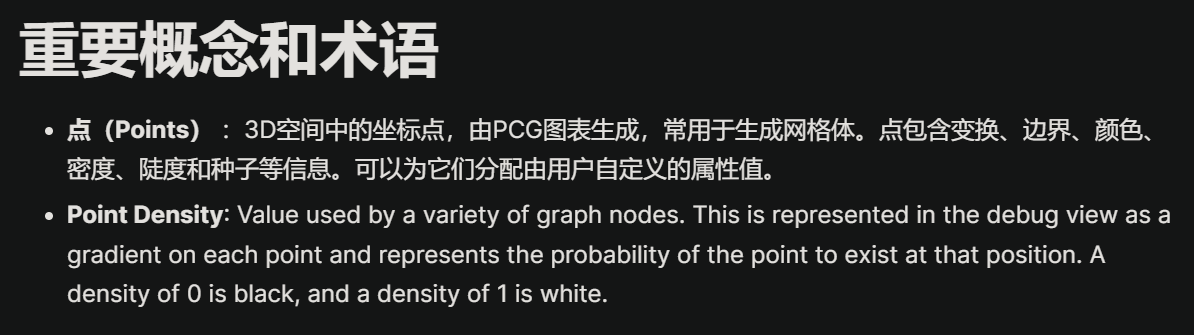 重要概念和术语
• 点（Points） ：3D空间中的坐标点，由PCG图表生成，常用于生成网格体。点包含变换、边界、颜色、
密度、陡度和种子等信息。可以为它们分配由用户自定义的属性值。
• Point Density: Value used by a variety of graph nodes. This is represented in the debug view as a
gradient on each point and represents the probability of the point to exist at that position. A
density of 0 is black, and a density of 1 is white.